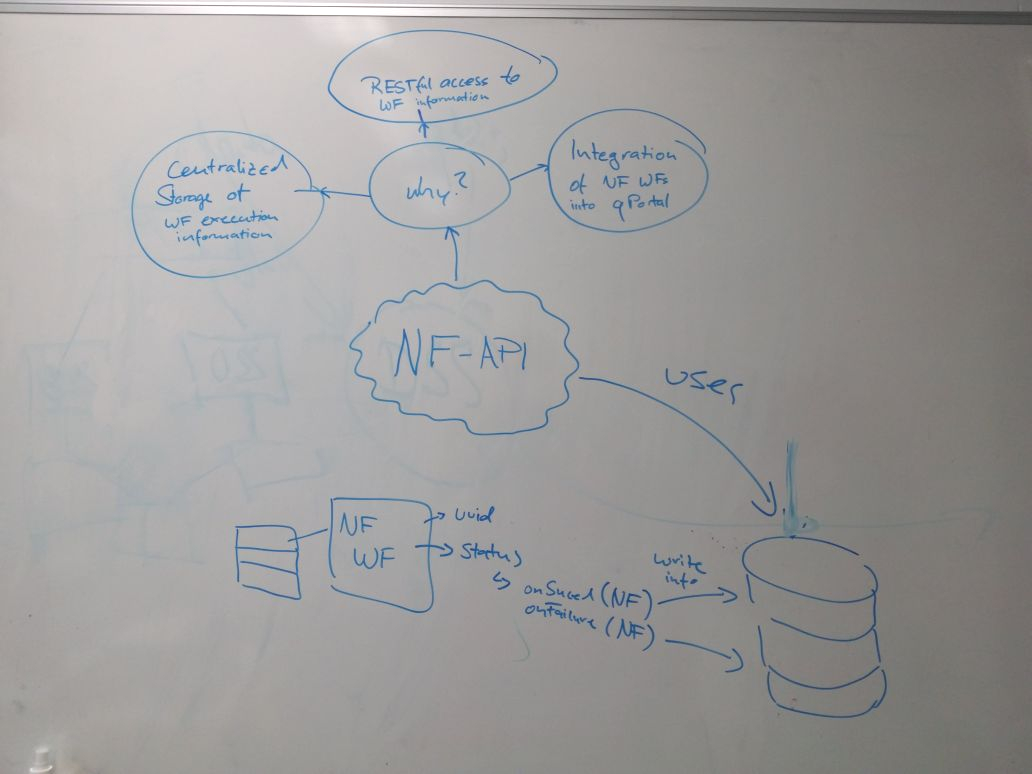 RESTful access to
WF information
Centralized
Storage of
WF execution
information
why?
Integration
of NF WFs
into qPortal
NF-API
uses
NF
WF
uuid
status
onSucced (NF)
onFailure (NF)
write
info